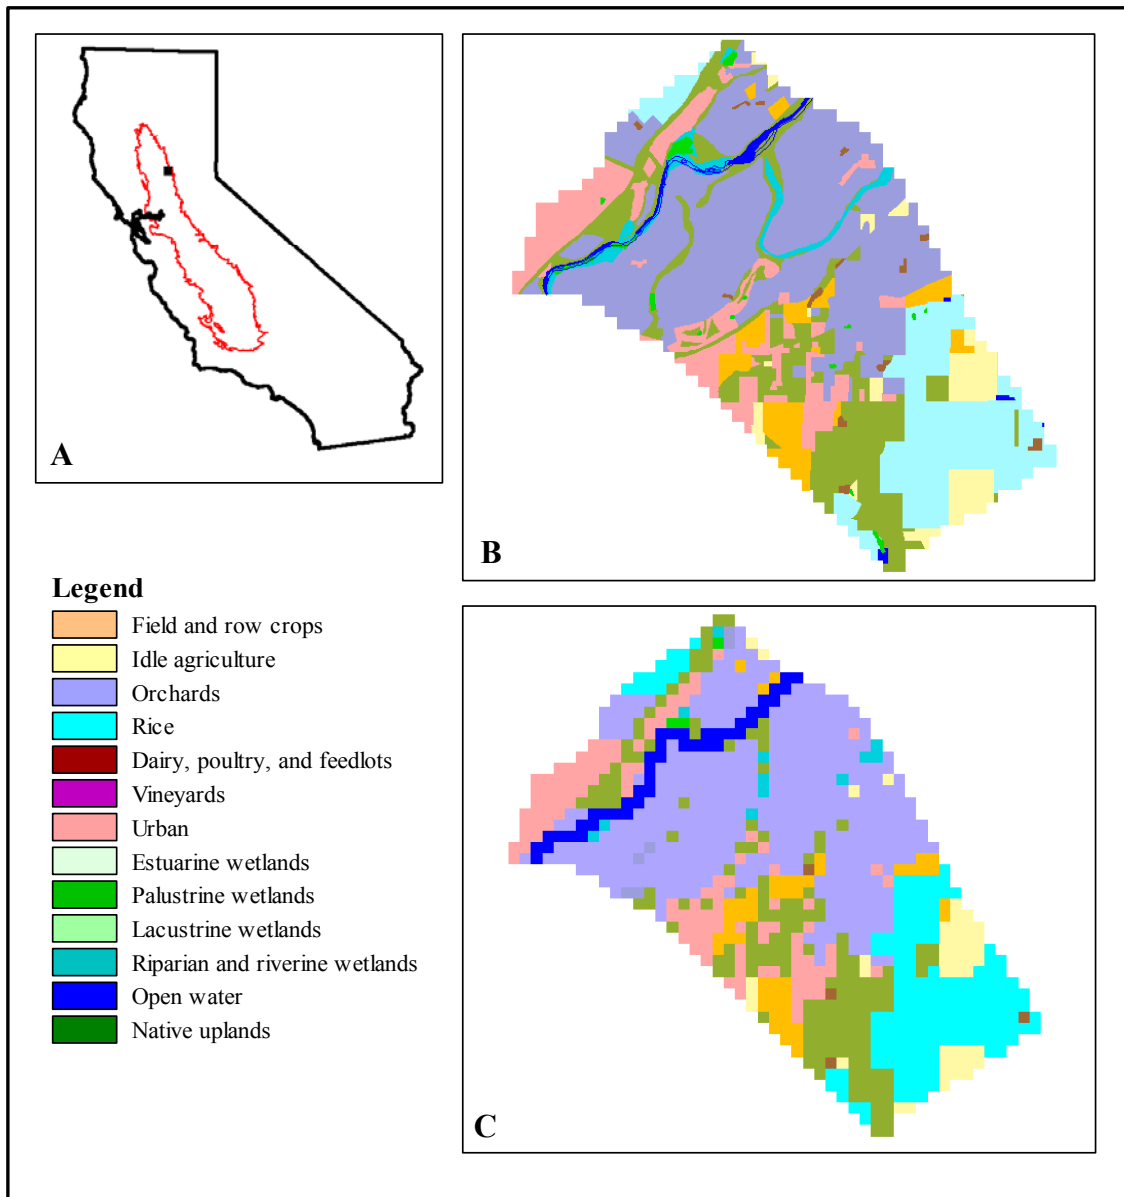 A
B
Legend
Field and row crops
Idle agriculture
Orchards
Rice
Dairy, poultry, and feedlots
Vineyards
Urban
Estuarine wetlands
Palustrine wetlands
Lacustrine wetlands
Riparian and riverine wetlands
Open water
Native uplands
C